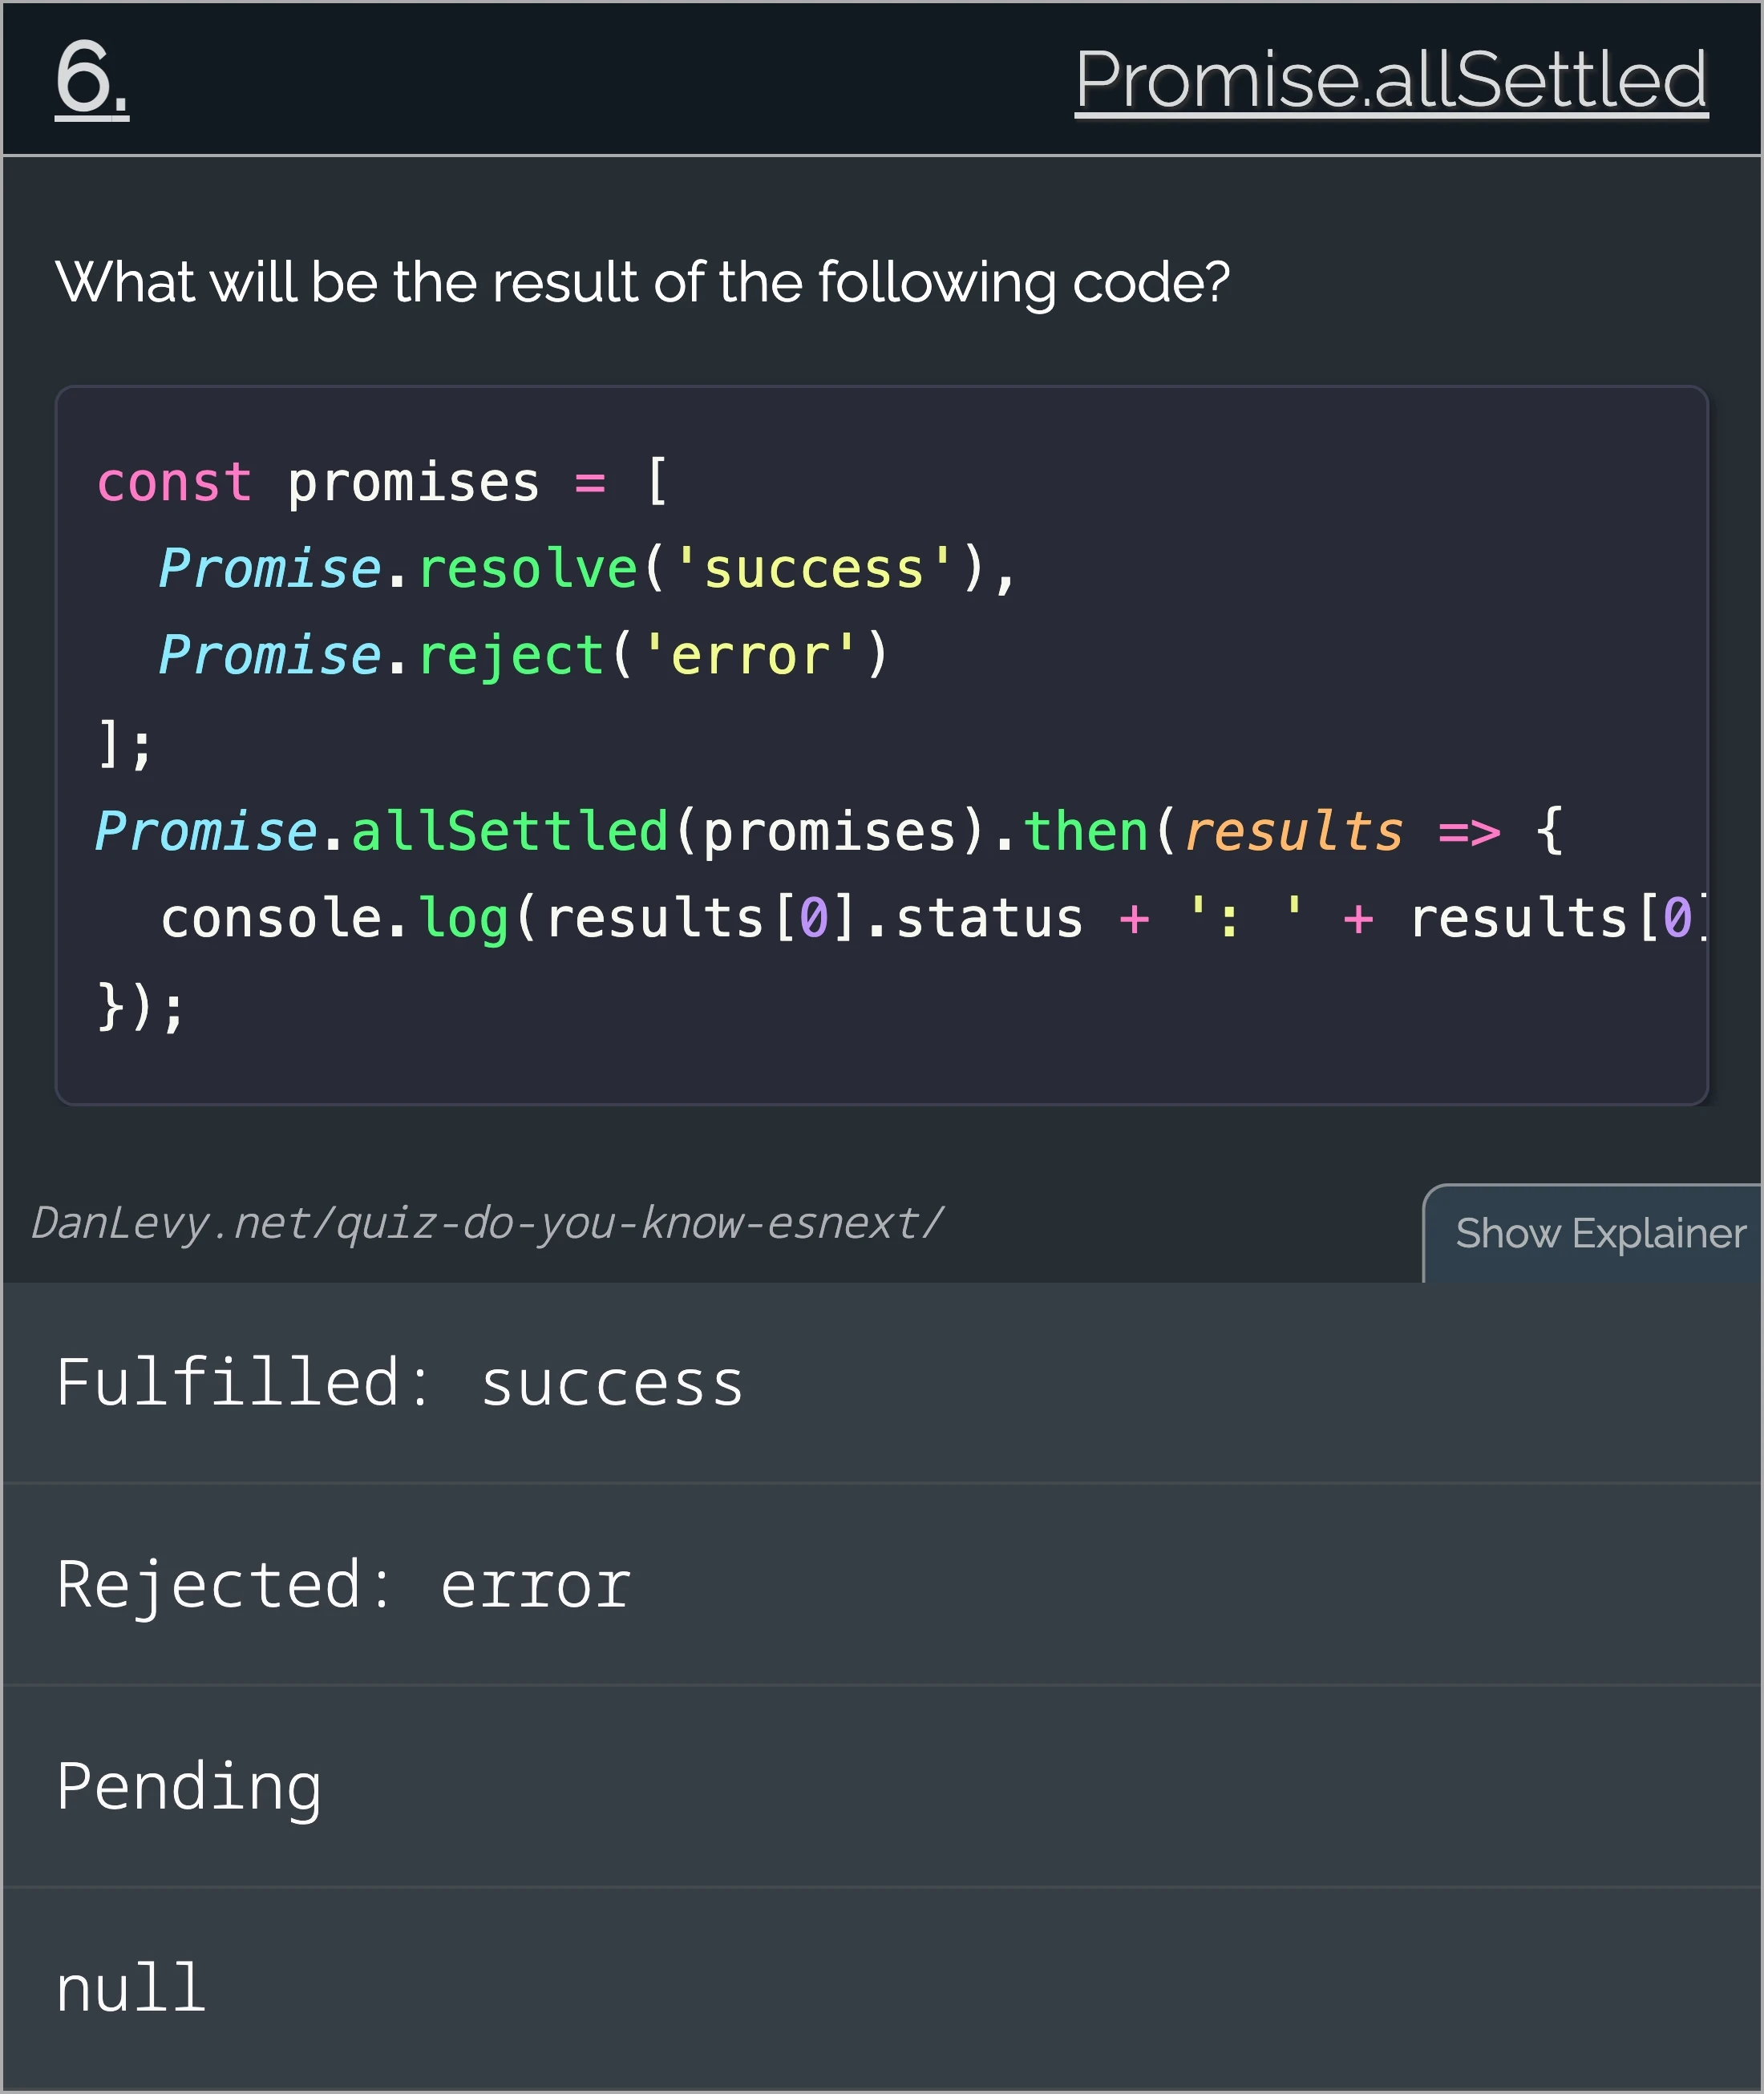 6.
Promise.allSettled
What will be the result of the following code?
const promises = [
  Promise.resolve('success'),
  Promise.reject('error')
];
Promise.allSettled(promises).then(results => {
  console.log(results[0].status + ': ' + results[0]
});
DanLevy.net/quiz-do-you-know-esnext/
Show Explainer
Fulfilled: success
Rejected: error
Pending
null